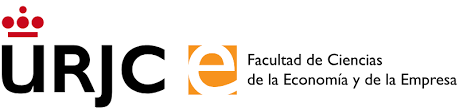 URJC
e
Facultad de Ciencias
de la Economía y de la Empresa